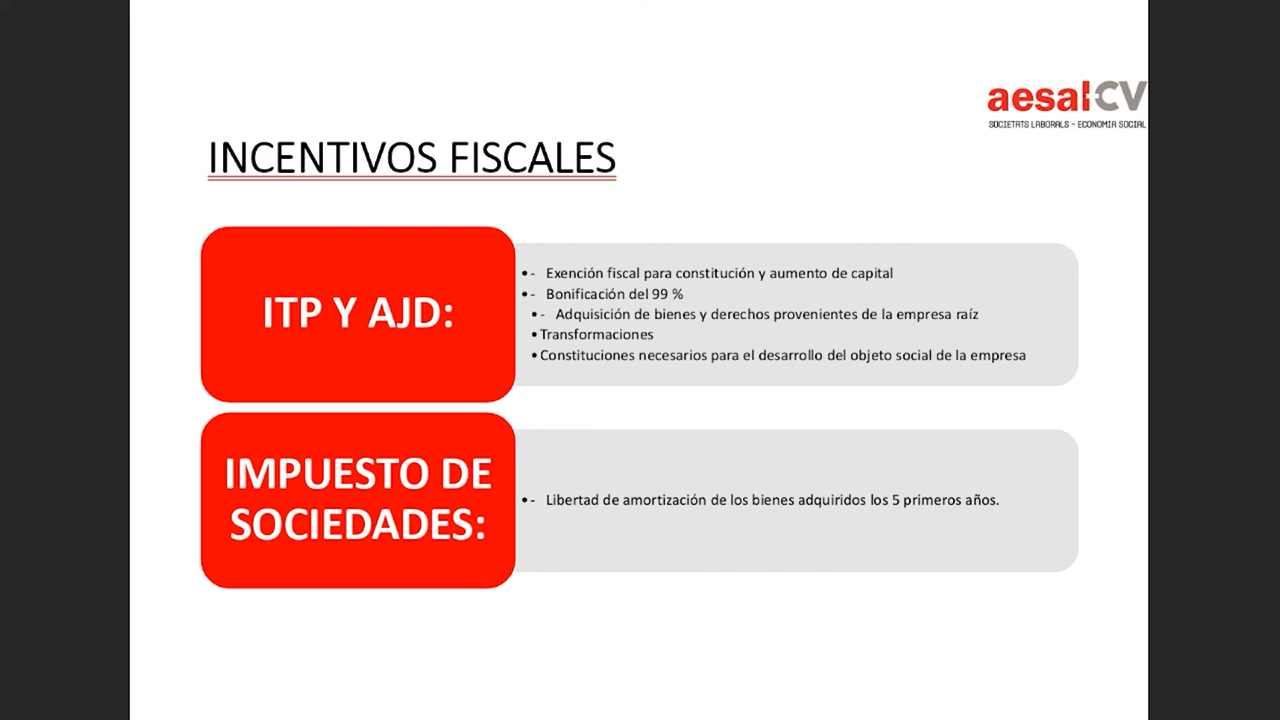 aesalCV
SOCIETATS LABORALS - ECONOMIA SOCIAL
INCENTIVOS FISCALES
ITP Y AJD:
• - Exención fiscal para constitución y aumento de capital
• - Bonificación del 99 %
• - Adquisición de bienes y derechos provenientes de la empresa raíz
• Transformaciones
• Constituciones necesarios para el desarrollo del objeto social de la empresa
IMPUESTO DE
SOCIEDADES:
• - Libertad de amortización de los bienes adquiridos los 5 primeros años.